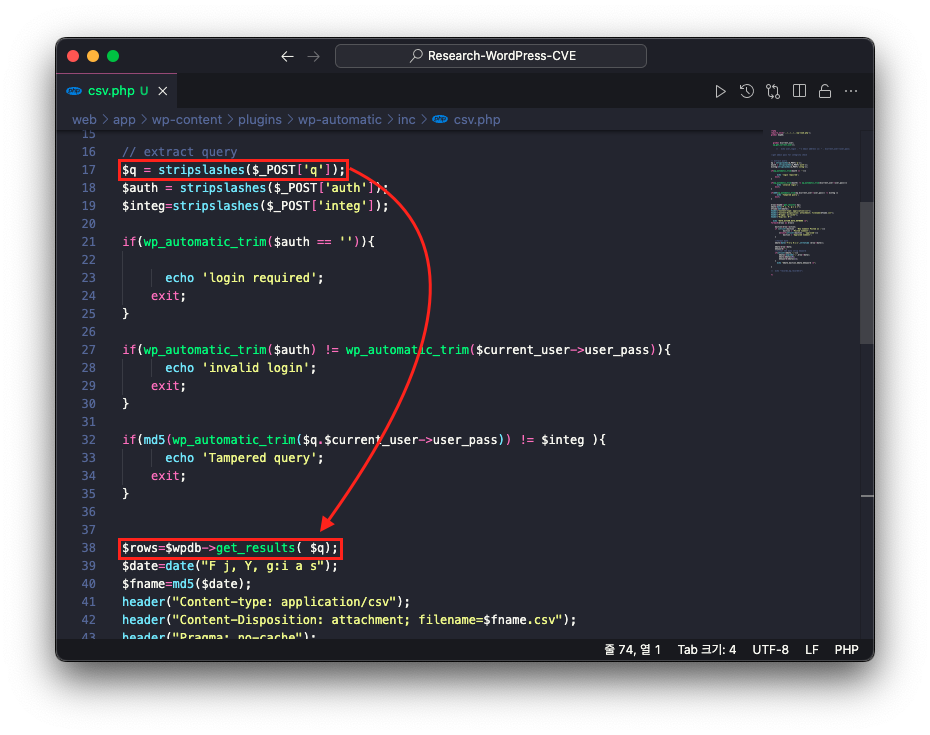 Research-WordPress-CVE
csv.php U
web > app > wp-content > plugins > wp-automatic > inc > csv.php
15
16 // extract query
17 $q = stripslashes($_POST['q']);
18 $auth = stripslashes($_POST['auth']);
19 $integ=stripslashes($_POST['integ']);
20
21 if(wp_automatic_trim($auth == '')){
22
23 echo 'login required';
24 exit;
25 }
26
27 if(wp_automatic_trim($auth) != wp_automatic_trim($current_user->user_pass)){
28 echo 'invalid login';
29 exit;
30 }
31
32 if(md5(wp_automatic_trim($q.$current_user->user_pass)) != $integ ){
33 echo 'Tampered query';
34 exit;
35 }
36
37
38 $rows=$wpdb->get_results( $q);
39 $date=date("F j, Y, g:i a s");
40 $fname=md5($date);
41 header("Content-type: application/csv");
42 header("Content-Disposition: attachment; filename=$fname.csv");
43 header("Pragma: no-cache");
줄 74, 열 1 Tab 크기: 4 UTF-8 LF PHP